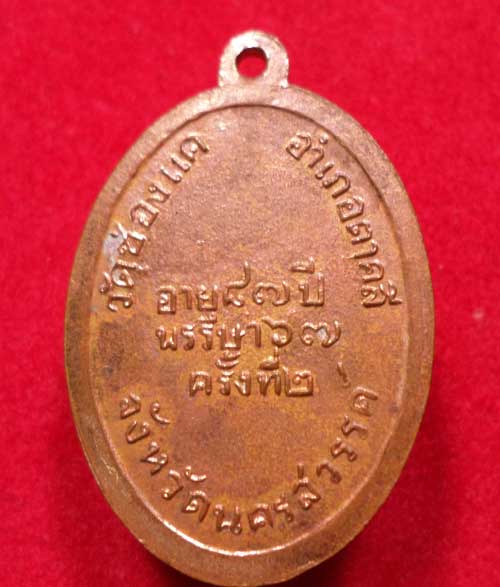 วัดช่องแค
อำเภอตาคลี
อายุ๘๗ปี
พรรษา๖๗
ครั้งที่๒
จังหวัดนครสวรรค์